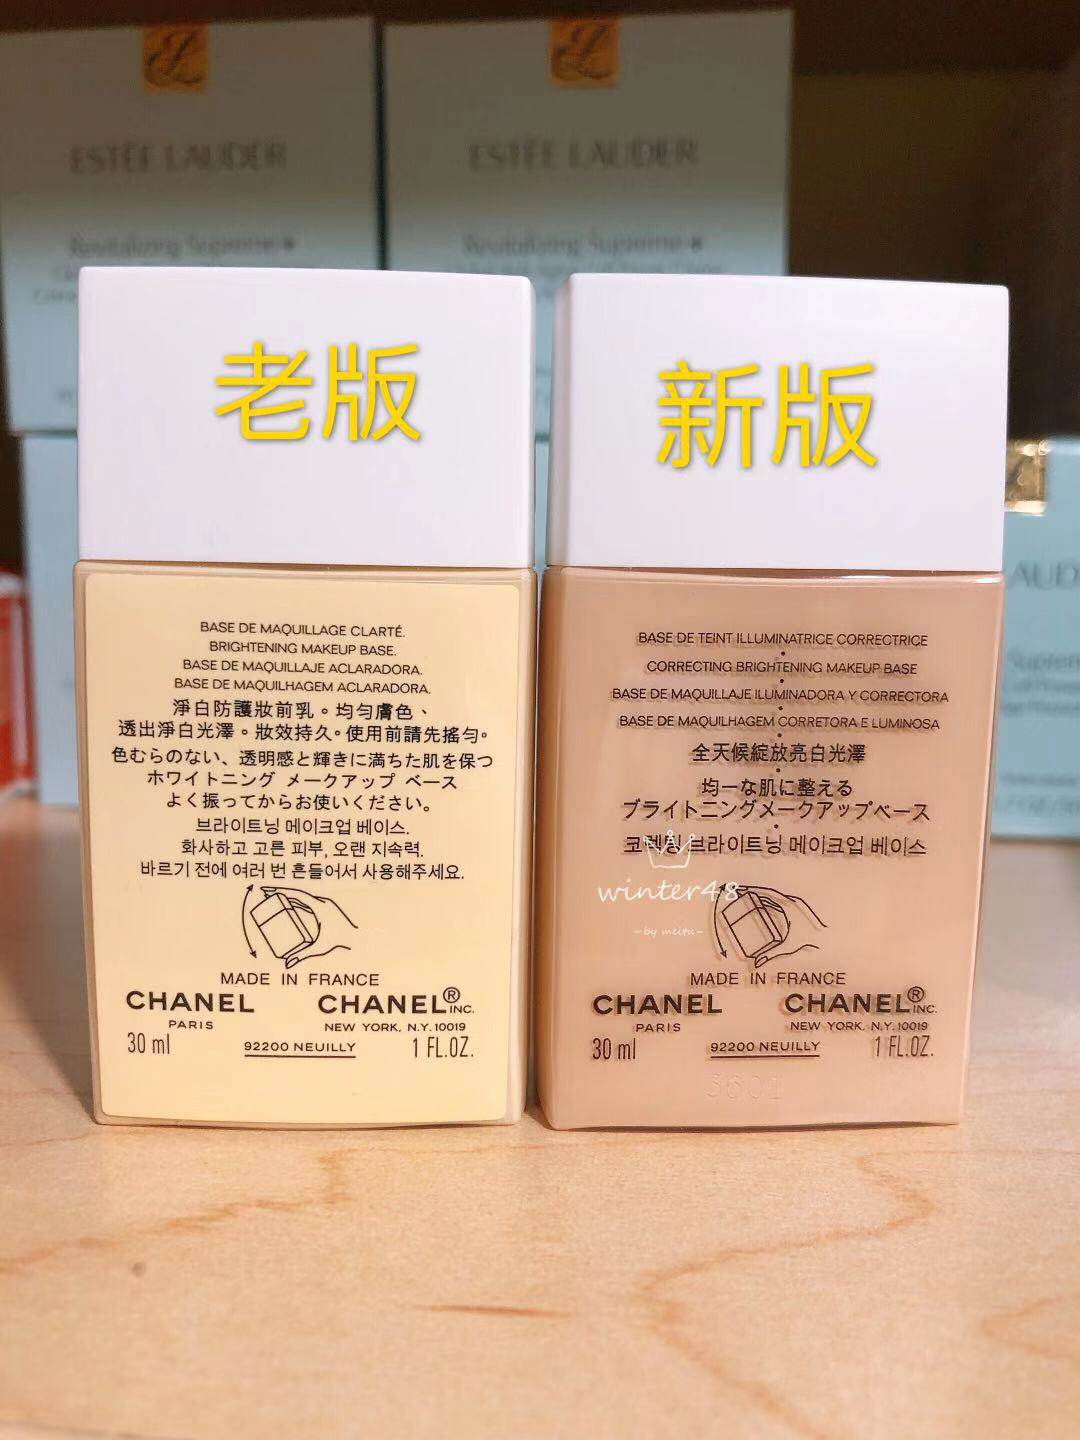 ESTĒE LAUDER
ESTĒE LAUDER
Revitalizing Supreme+
Revitalizing Supreme+
老版
新版
BASE DE MAQUILLAGE CLARTÉ.
BRIGHTENING MAKEUP BASE.
BASE DE MAQUILLAJE ACLARADORA.
BASE DE MAQUILHAGEM ACLARADORA.
淨白防護妝前乳。均勻膚色、
透出淨白光澤。妝效持久。使用前請先搖勻。
色むらのない、透明感と輝きに満ちた肌を保つ
ホワイトニング メークアップ ベース
よく振ってからお使いください。
브라이트닝 메이크업 베이스.
화사하고 고른 피부, 오랜 지속력.
바르기 전에 여러 번 흔들어서 사용해주세요.
MADE IN FRANCE
CHANEL CHANEL® INC.
PARIS NEW YORK, N.Y. 10019
30 ml 92200 NEUILLY 1 FL.OZ.
BASE DE TEINT ILLUMINATRICE CORRECTRICE
CORRECTING BRIGHTENING MAKEUP BASE
BASE DE MAQUILLAJE ILUMINADORA Y CORRECTORA
BASE DE MAQUILHAGEM CORRETORA E LUMINOSA
全天候綻放亮白光澤
均一な肌に整える
ブライトニングメークアップベース
코렉팅 브라이트닝 메이크업 베이스
winter48
-by meitu-
MADE IN FRANCE
CHANEL CHANEL® INC.
PARIS NEW YORK, N.Y. 10019
30 ml 92200 NEUILLY 1 FL.OZ.
3601
AUD
Suprem